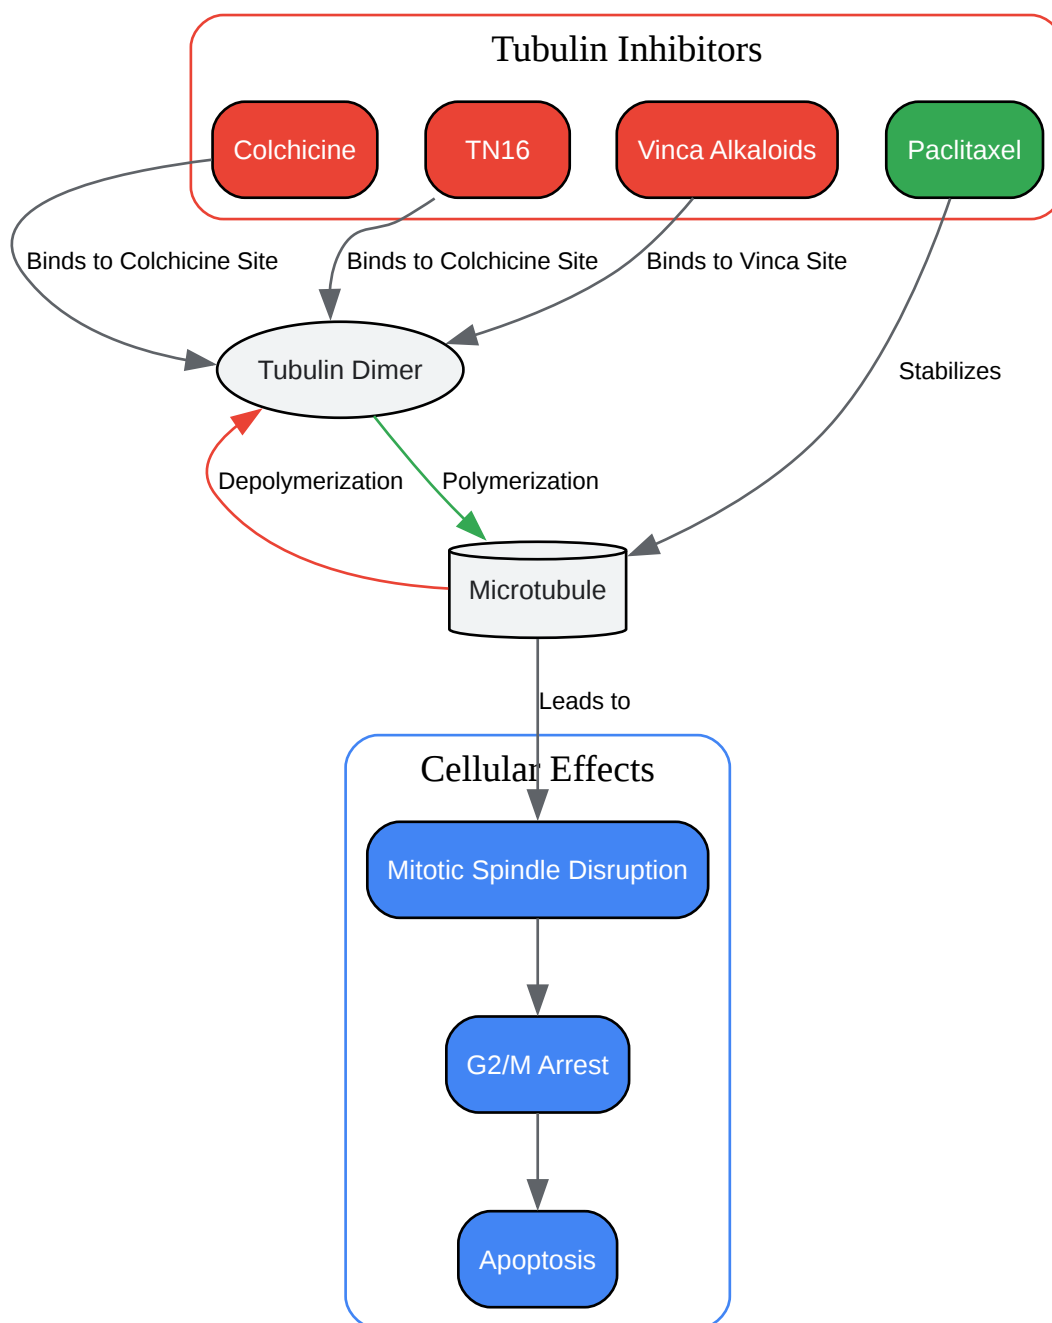 Tubulin Inhibitors
Colchicine
TN16
Vinca Alkaloids
Paclitaxel
Binds to Colchicine Site
Binds to Colchicine Site
Binds to Vinca Site
Tubulin Dimer
Stabilizes
Depolymerization
Polymerization
Microtubule
Leads to
Cellular Effects
Mitotic Spindle Disruption
G2/M Arrest
Apoptosis